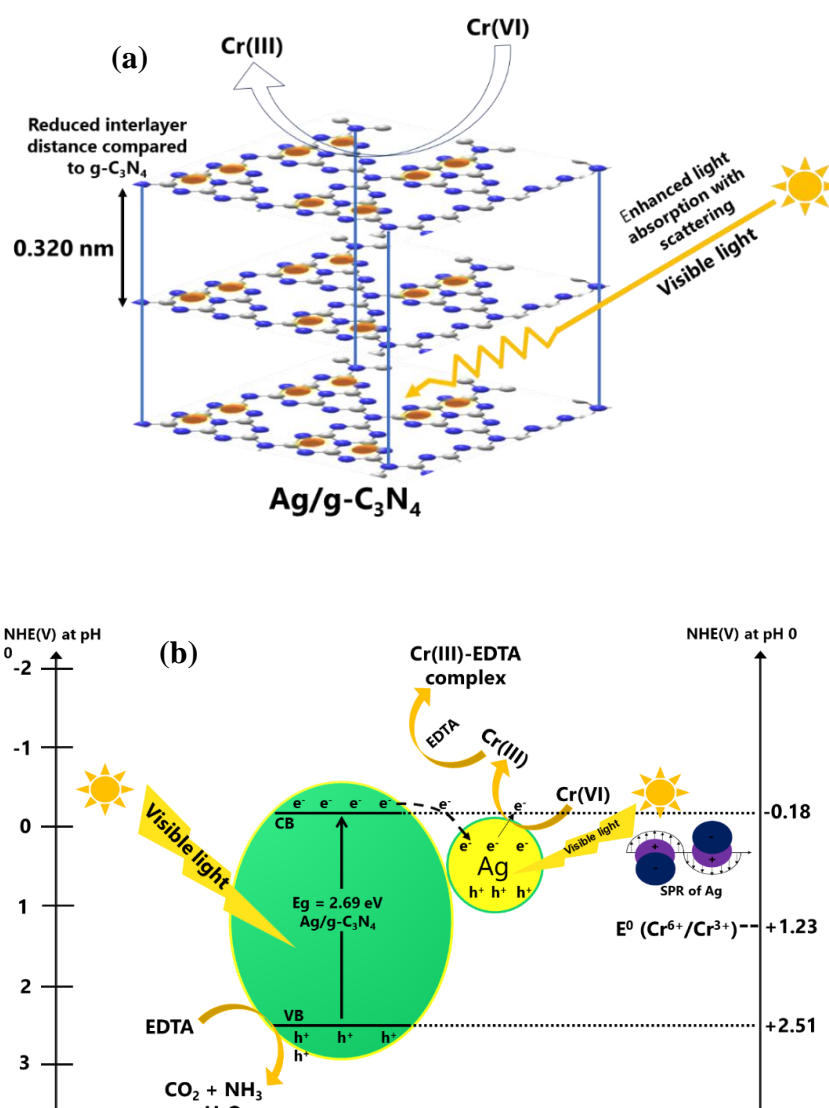 (a)
Cr(III)
Cr(VI)
Reduced interlayer
distance compared
to g-C₃N₄
0.320 nm
Enhanced light
absorption with
scattering
Visible light
Ag/g-C₃N₄
NHE(V) at pH
0
(b)
NHE(V) at pH 0
-2
-1
0
1
2
3
Cr(III)-EDTA
complex
EDTA
Cr(III)
Cr(VI)
Visible light
e⁻ e⁻ e⁻ e⁻
CB
e⁻
e⁻
e⁻ e⁻ e⁻
Ag
h⁺ h⁺ h⁺
Visible light
-0.18
- +
+ -
SPR of Ag
E⁰ (Cr⁶⁺/Cr³⁺)
+1.23
Eg = 2.69 eV
Ag/g-C₃N₄
VB
h⁺ h⁺ h⁺
h⁺
+2.51
EDTA
CO₂ + NH₃